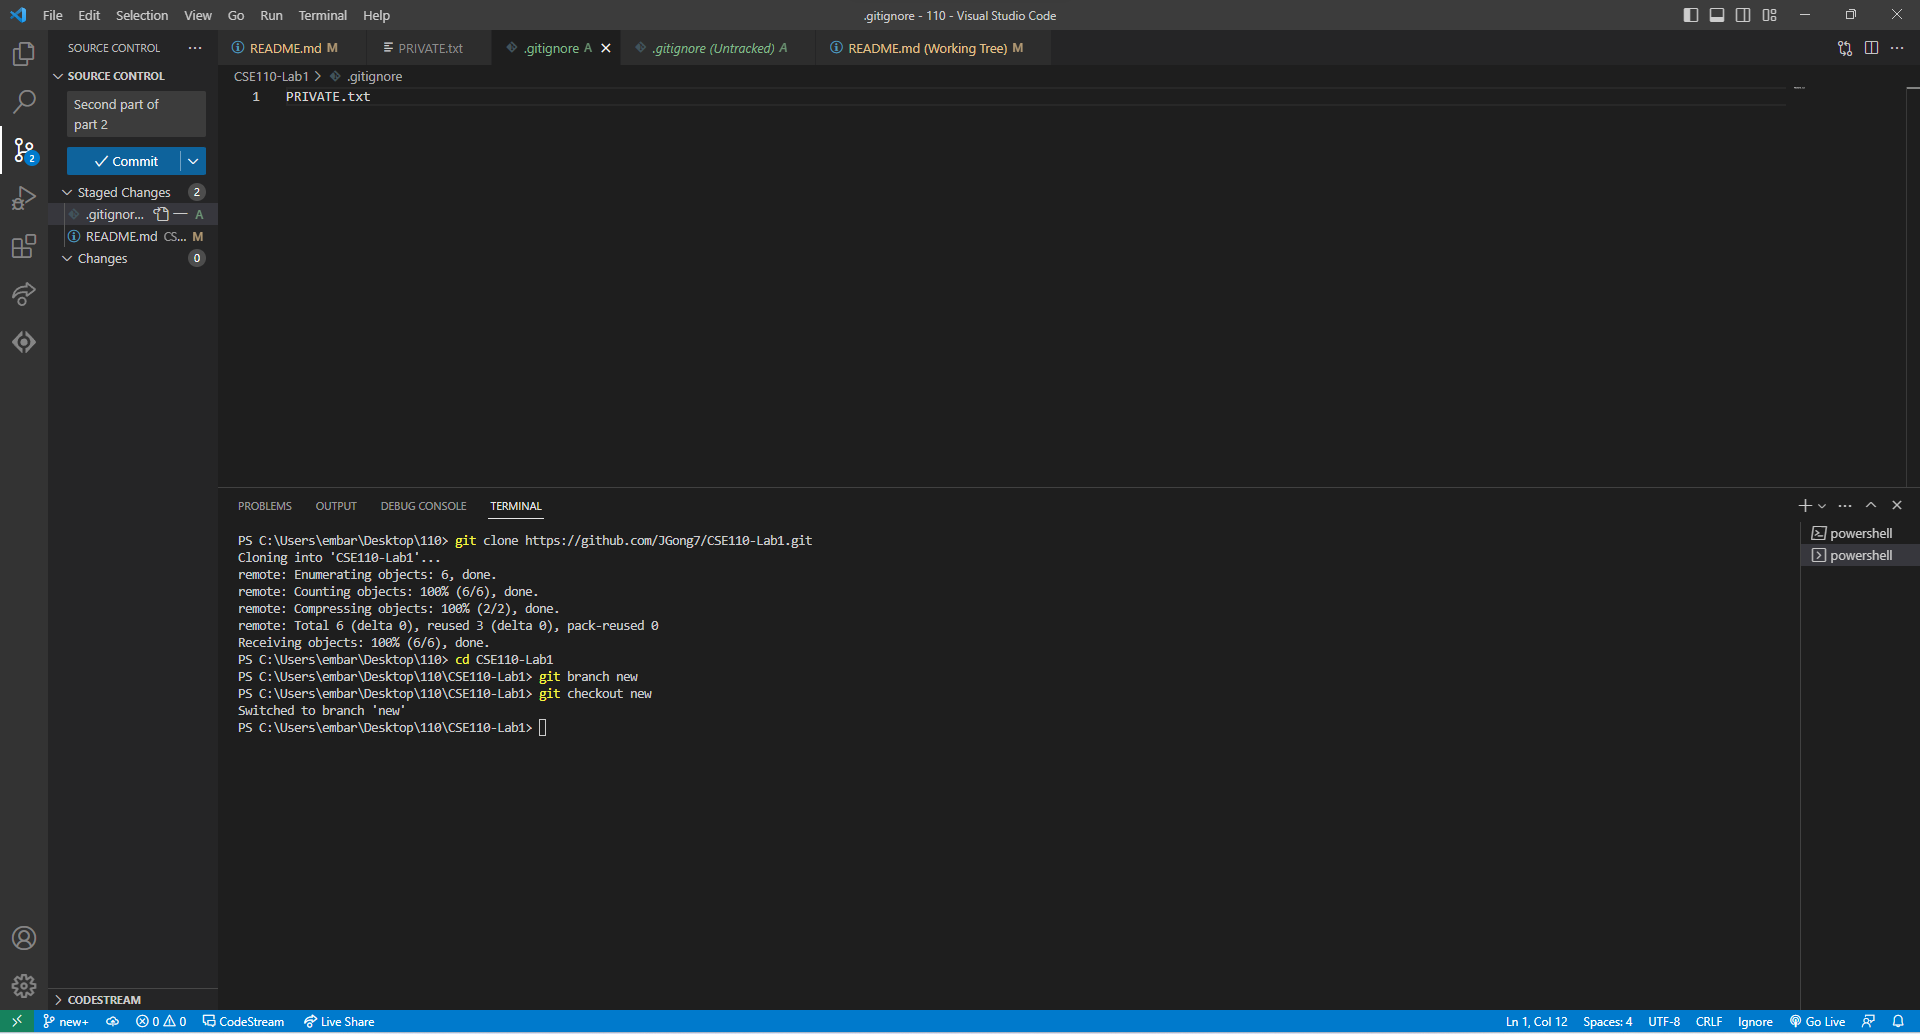 File Edit Selection View Go Run Terminal Help
.gitignore - 110 - Visual Studio Code
SOURCE CONTROL
README.md M
PRIVATE.txt
.gitignore A
.gitignore (Untracked) A
README.md (Working Tree) M
SOURCE CONTROL
Second part of
part 2
Commit
Staged Changes 2
.gitignor... A
README.md CS... M
Changes 0
CSE110-Lab1 > .gitignore
1 PRIVATE.txt
2
PROBLEMS OUTPUT DEBUG CONSOLE TERMINAL
PS C:\Users\embar\Desktop\110> git clone https://github.com/JGong7/CSE110-Lab1.git
Cloning into 'CSE110-Lab1'...
remote: Enumerating objects: 6, done.
remote: Counting objects: 100% (6/6), done.
remote: Compressing objects: 100% (2/2), done.
remote: Total 6 (delta 0), reused 3 (delta 0), pack-reused 0
Receiving objects: 100% (6/6), done.
PS C:\Users\embar\Desktop\110> cd CSE110-Lab1
PS C:\Users\embar\Desktop\110\CSE110-Lab1> git branch new
PS C:\Users\embar\Desktop\110\CSE110-Lab1> git checkout new
Switched to branch 'new'
PS C:\Users\embar\Desktop\110\CSE110-Lab1>
powershell
powershell
CODESTREAM
new+ 0 0 CodeStream Live Share
Ln 1, Col 12 Spaces: 4 UTF-8 CRLF Ignore Go Live